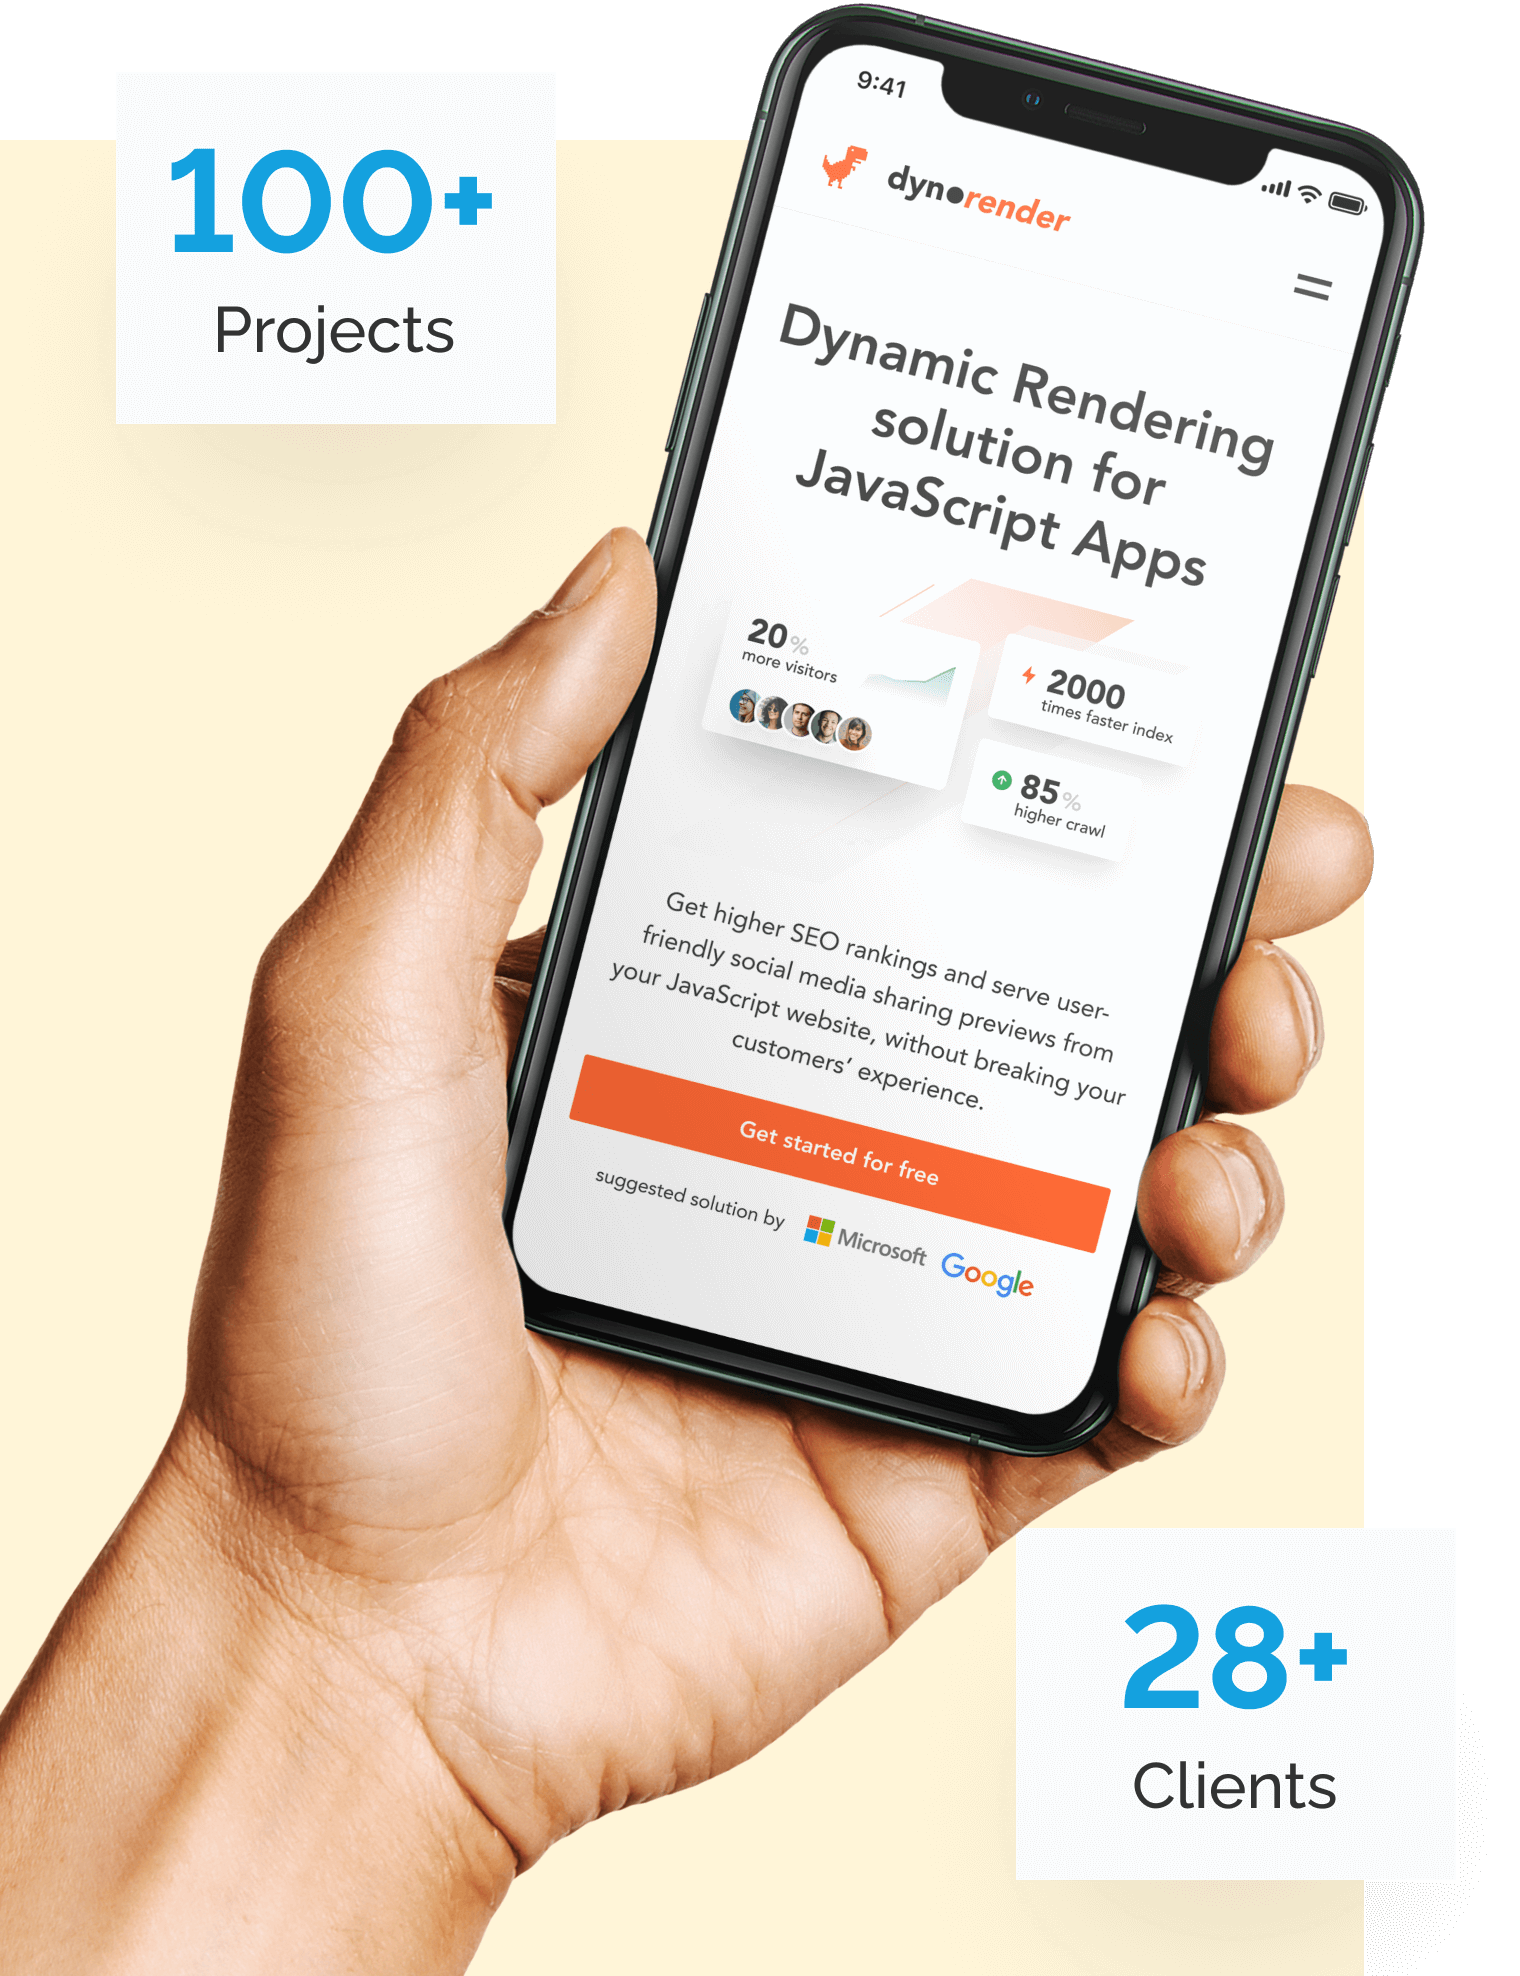 100+
Projects
9:41
dynorender
Dynamic Rendering
solution for
JavaScript Apps
20%
more visitors
2000
times faster index
85%
higher crawl
Get higher SEO rankings and serve user-
friendly social media sharing previews from
your JavaScript website, without breaking your
customers’ experience.
Get started for free
suggested solution by Microsoft Google
28+
Clients